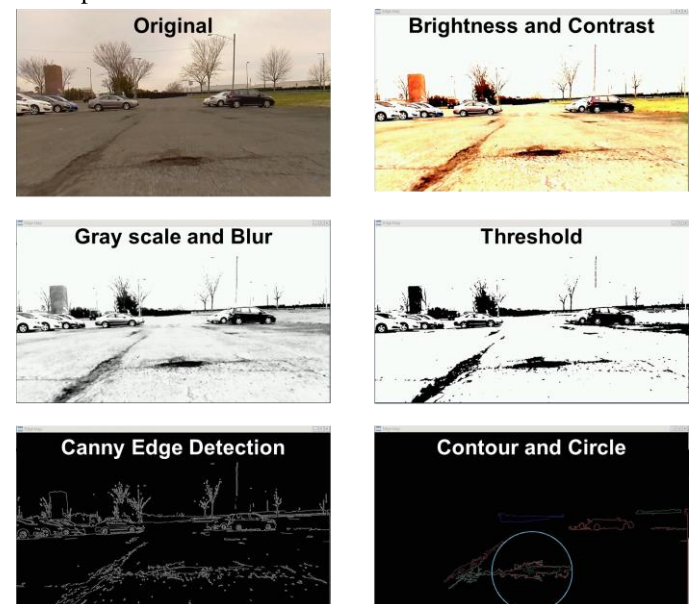 Original
Brightness and Contrast
Gray scale and Blur
Threshold
Canny Edge Detection
Contour and Circle